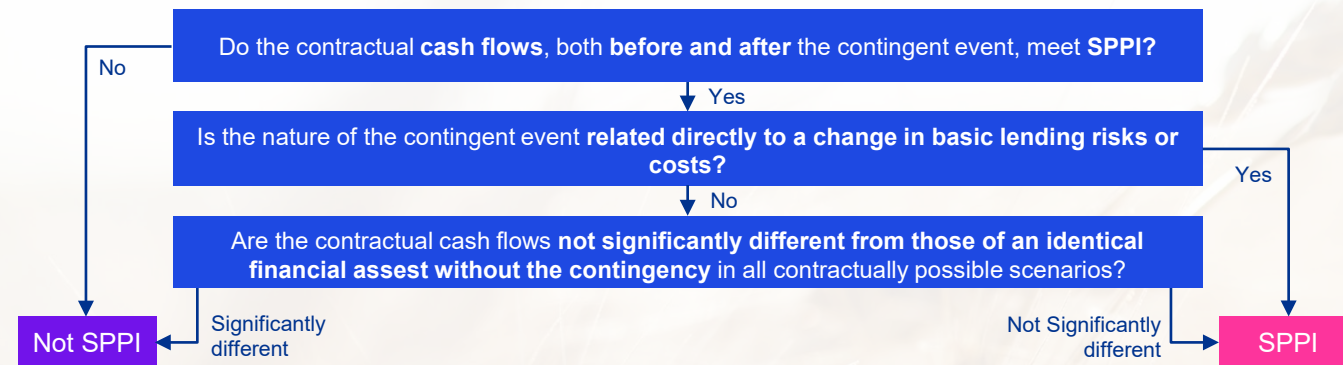 Do the contractual cash flows, both before and after the contingent event, meet SPPI?
No
Yes
Is the nature of the contingent event related directly to a change in basic lending risks or
costs?
Yes
No
Are the contractual cash flows not significantly different from those of an identical
financial assest without the contingency in all contractually possible scenarios?
Not SPPI
Significantly
different
Not Significantly
different
SPPI